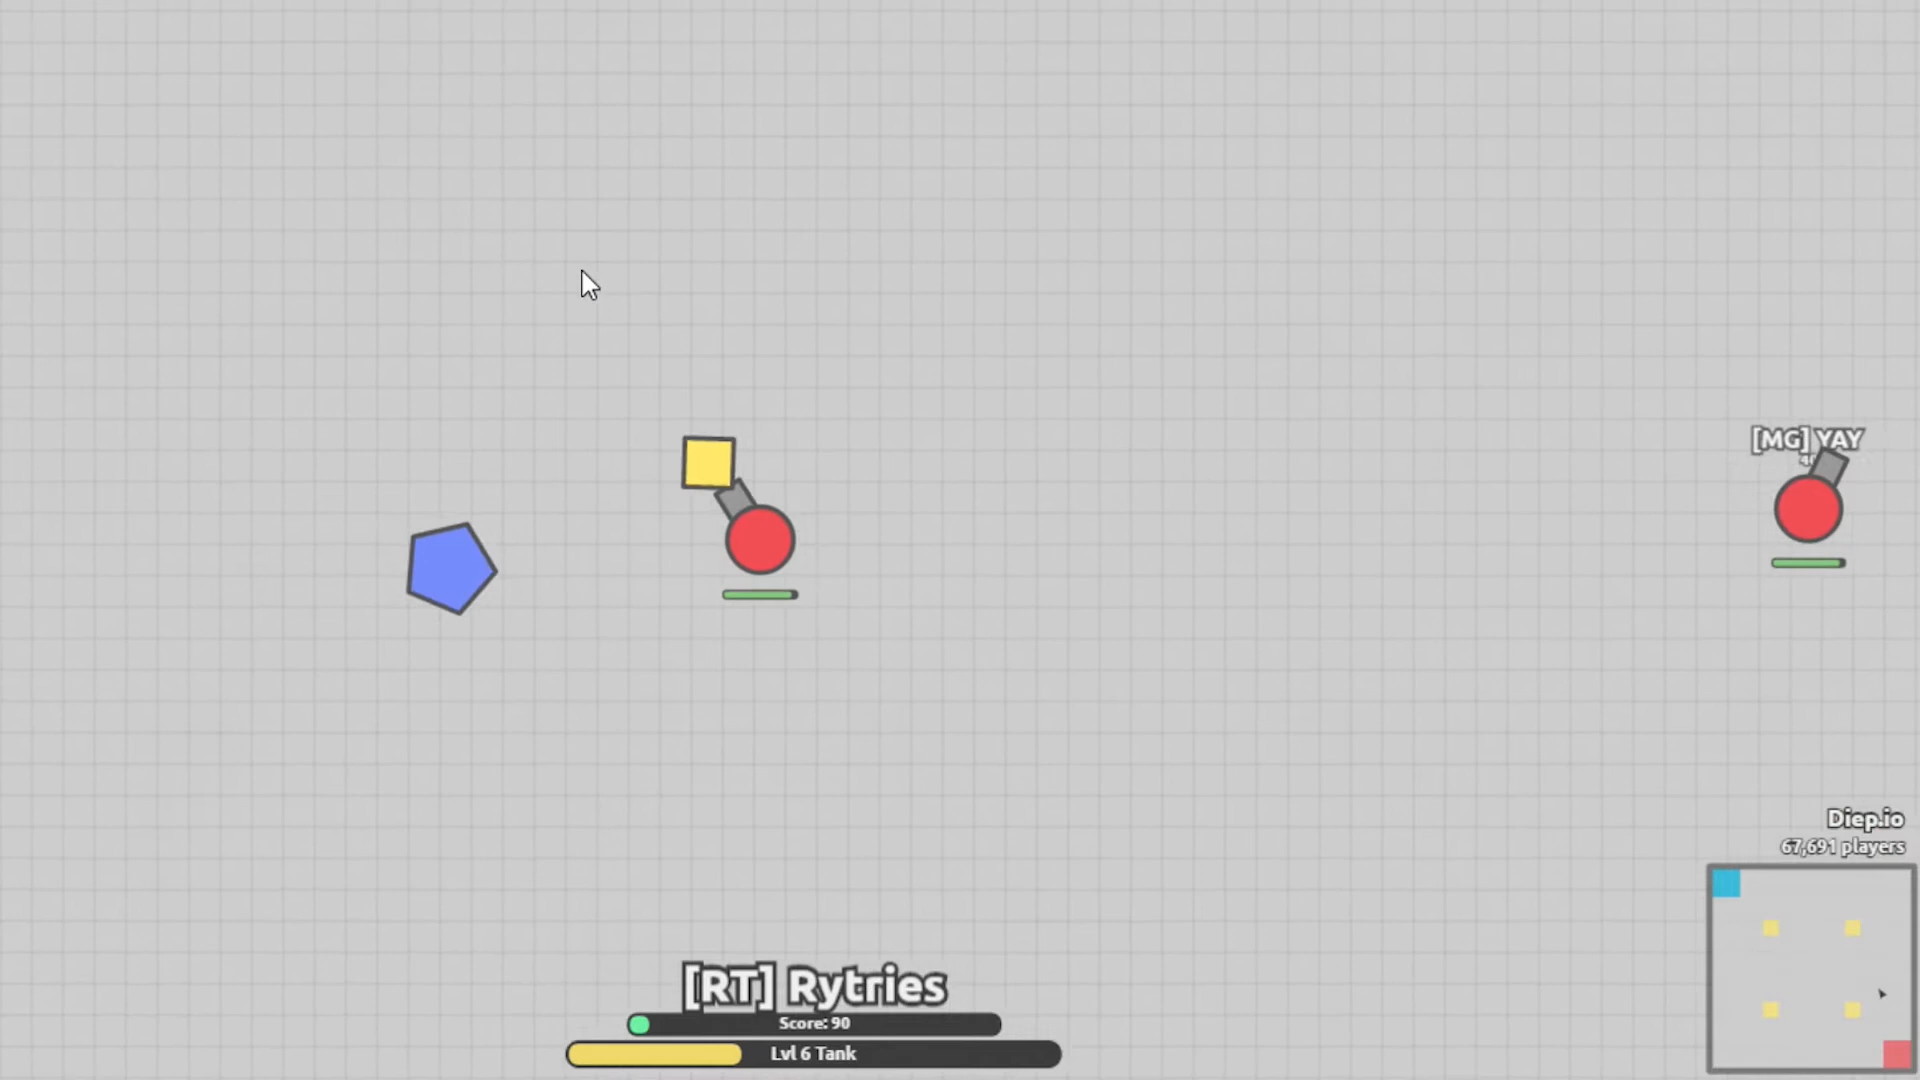 [MG] YAY
Diep.io
67,691 players
[RT] Rytries
Score: 90
Lvl 6 Tank